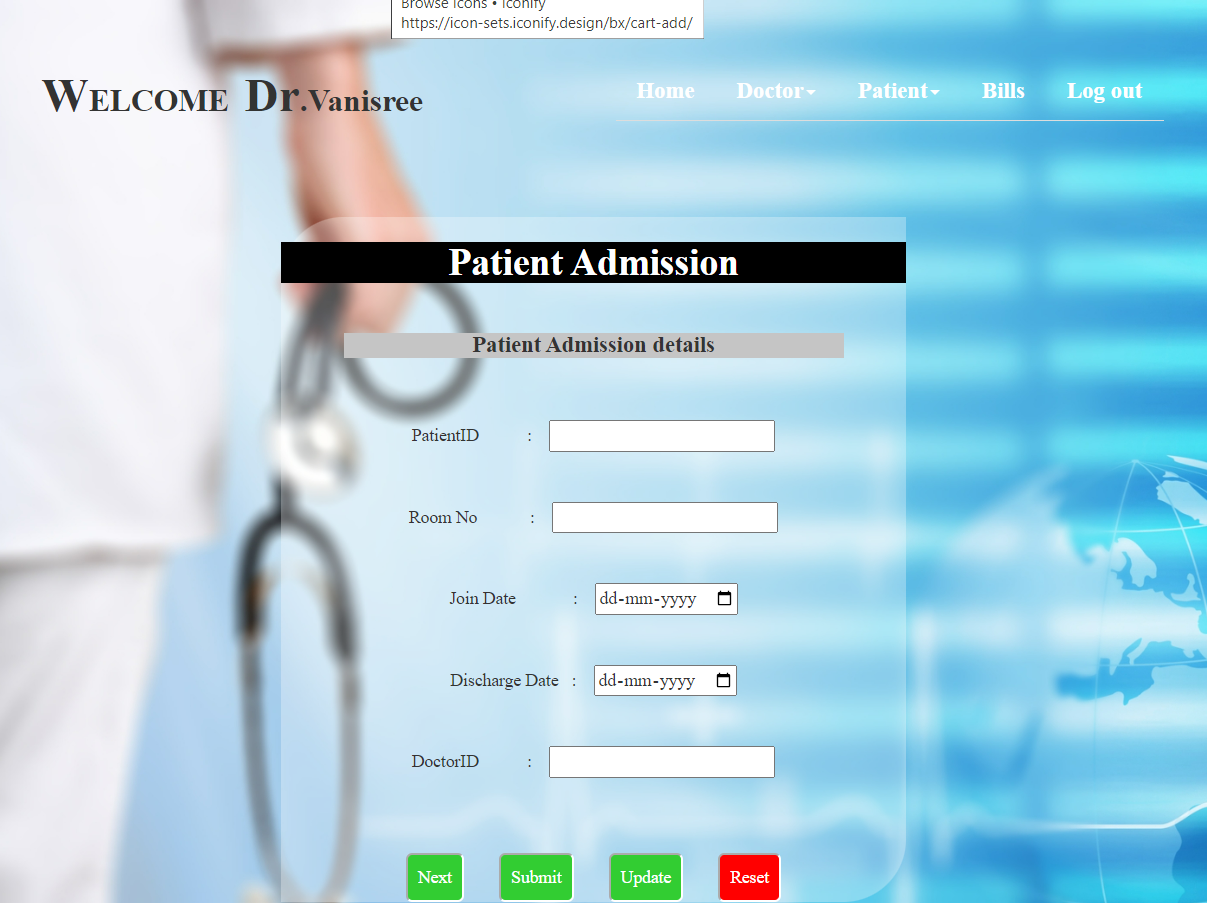 Browse Icons • Iconify
https://icon-sets.iconify.design/bx/cart-add/
WELCOME Dr.Vanisree
Home Doctor Patient Bills Log out
Patient Admission
Patient Admission details
PatientID :
Room No :
Join Date : dd-mm-yyyy
Discharge Date : dd-mm-yyyy
DoctorID :
Next Submit Update Reset